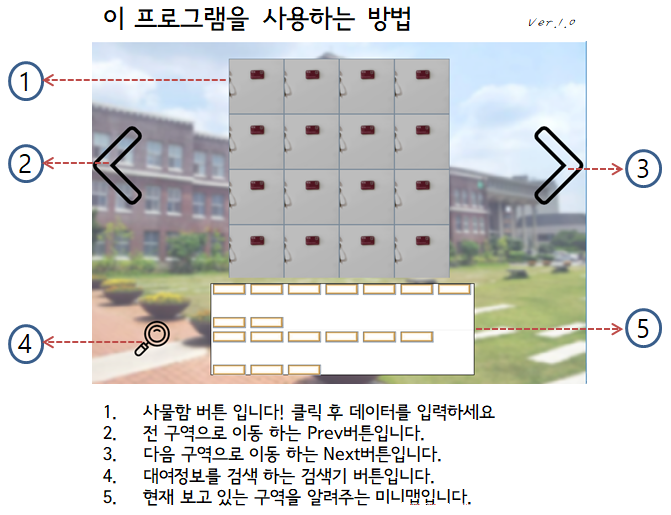 이 프로그램을 사용하는 방법
Ver.1.0
1
2
3
4
5
1. 사물함 버튼 입니다! 클릭 후 데이터를 입력하세요
2. 전 구역으로 이동 하는 Prev버튼입니다.
3. 다음 구역으로 이동 하는 Next버튼입니다.
4. 대여정보를 검색 하는 검색기 버튼입니다.
5. 현재 보고 있는 구역을 알려주는 미니맵입니다.